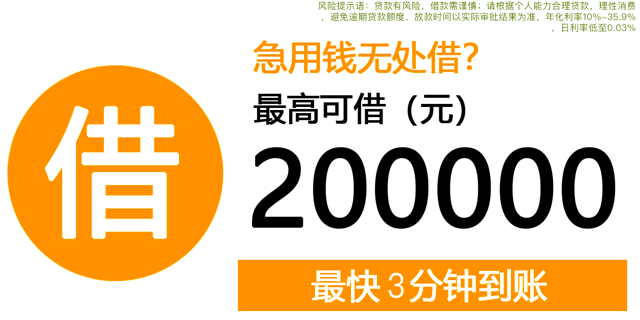 风险提示语：贷款有风险，借款需谨慎；请根据个人能力合理贷款，理性消费
，避免逾期贷款额度、放款时间以实际审批结果为准，年化利率10%-35.9%
，日利率低至0.03%
急用钱无处借？
最高可借（元）
借
200000
最快3分钟到账